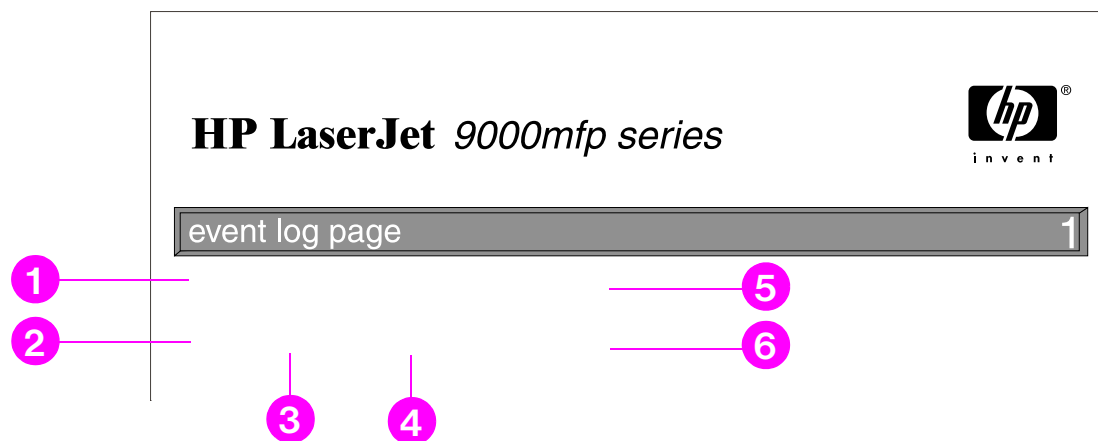 hp ®
invent
HP LaserJet 9000mfp series
event log page 1
1 5
2 6
3 4